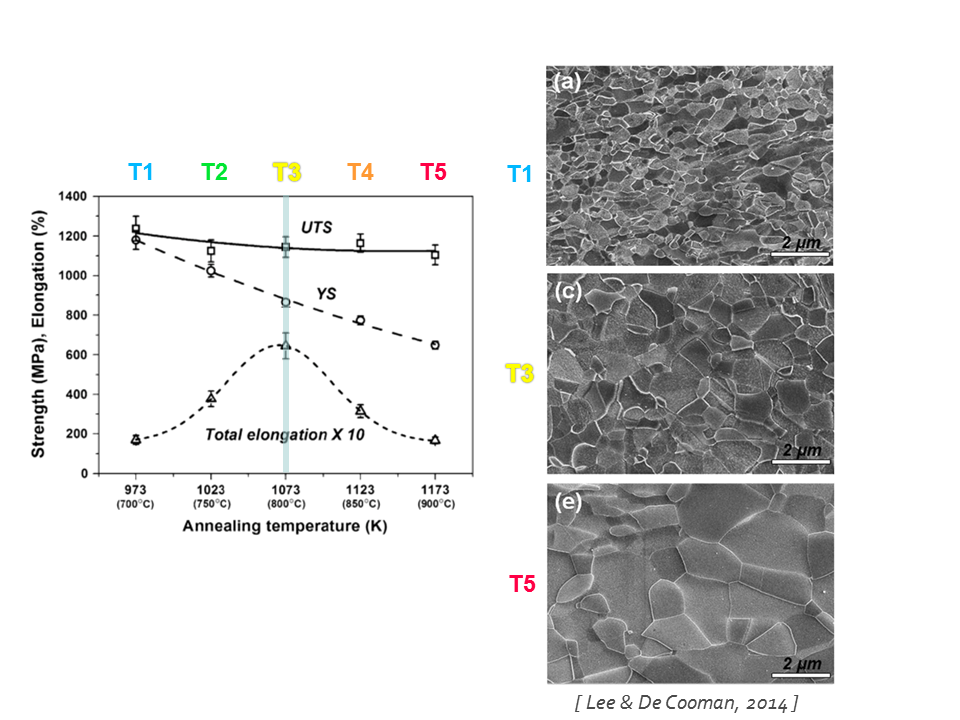 T1 T2 T3 T4 T5
Strength (MPa), Elongation (%)
1400
1200
1000
800
600
400
200
0
UTS
YS
Total elongation X 10
973 1023 1073 1123 1173
(700°C) (750°C) (800°C) (850°C) (900°C)
Annealing temperature (K)
T1
(a)
2 µm
T3
(c)
2 µm
T5
(e)
2 µm
[ Lee & De Cooman, 2014 ]